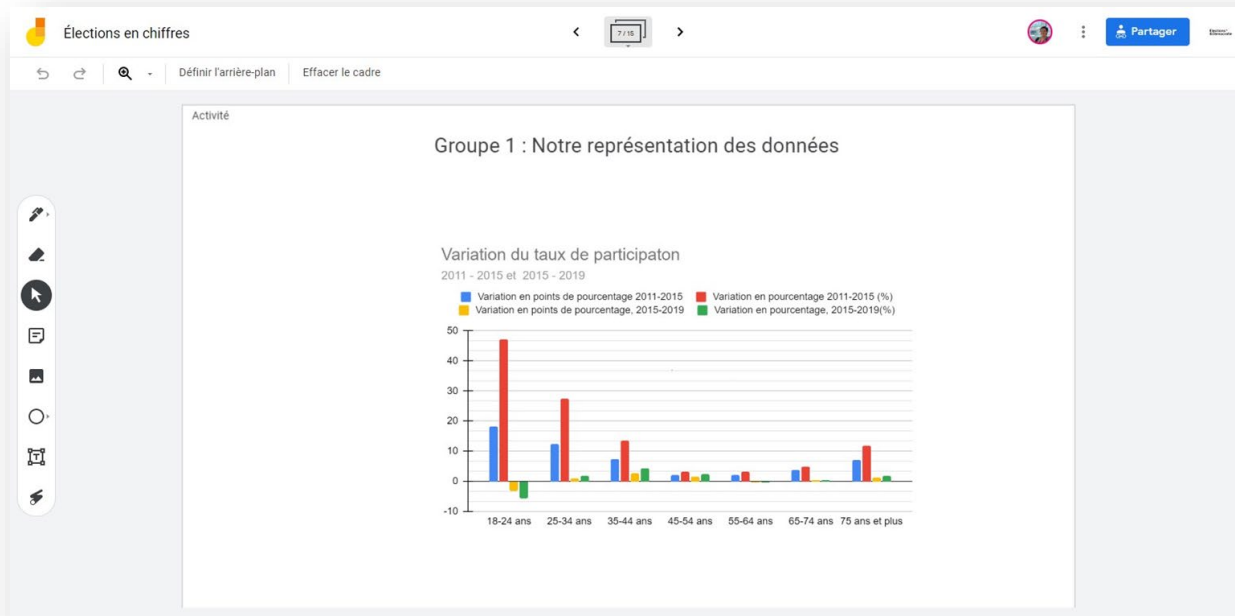 Élections en chiffres
7 / 15
Partager
Définir l'arrière-plan
Effacer le cadre
Activité
Groupe 1 : Notre représentation des données
Variation du taux de participaton
2011 - 2015 et 2015 - 2019
Variation en points de pourcentage 2011-2015
Variation en pourcentage 2011-2015 (%)
Variation en points de pourcentage, 2015-2019
Variation en pourcentage, 2015-2019(%)
50
40
30
20
10
0
-10
18-24 ans
25-34 ans
35-44 ans
45-54 ans
55-64 ans
65-74 ans
75 ans et plus